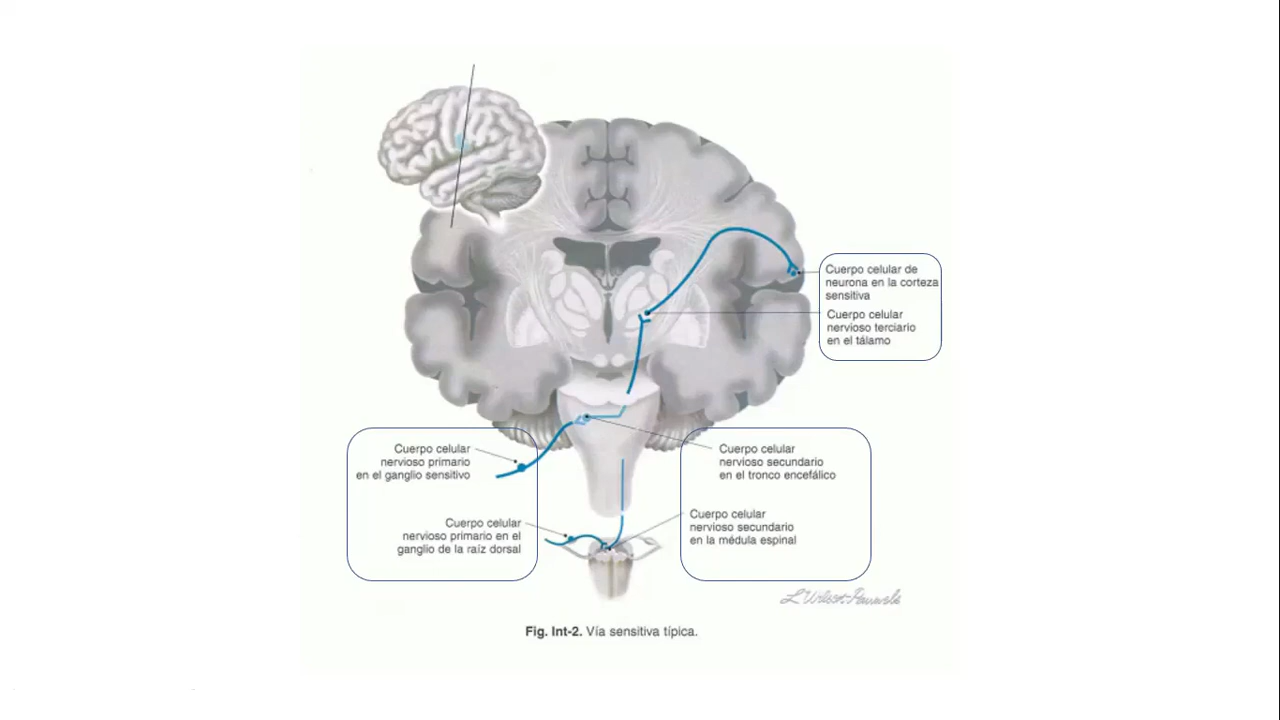 Cuerpo celular de
neurona en la corteza
sensitiva
Cuerpo celular
nervioso terciario
en el tálamo
Cuerpo celular
nervioso primario
en el ganglio sensitivo
Cuerpo celular
nervioso secundario
en el tronco encefálico
Cuerpo celular
nervioso primario en el
ganglio de la raíz dorsal
Cuerpo celular
nervioso secundario
en la médula espinal
Fig. Int-2. Vía sensitiva típica.